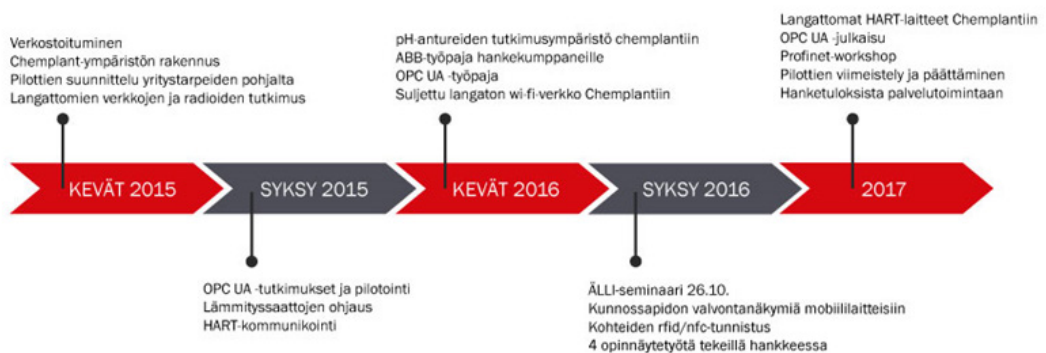 Verkostoituminen
Chemplant-ympäristön rakennus
Pilottien suunnittelu yritystarpeiden pohjalta
Langattomien verkkojen ja radioiden tutkimus
pH-antureiden tutkimusympäristö chemplantiin
ABB-työpaja hankekumppaneille
OPC UA -työpaja
Suljettu langaton wi-fi-verkko Chemplantiin
Langattomat HART-laitteet Chemplantiin
OPC UA -julkaisu
Profinet-workshop
Pilottien viimeistely ja päättäminen
Hanketuloksista palvelutoimintaan
KEVÄT 2015
SYKSY 2015
KEVÄT 2016
SYKSY 2016
2017
OPC UA -tutkimukset ja pilotointi
Lämmityssaattojen ohjaus
HART-kommunikointi
ÄLLI-seminaari 26.10.
Kunnossapidon valvontanäkymiä mobiililaitteisiin
Kohteiden rfid/nfc-tunnistus
4 opinnäytetyötä tekeillä hankkeessa